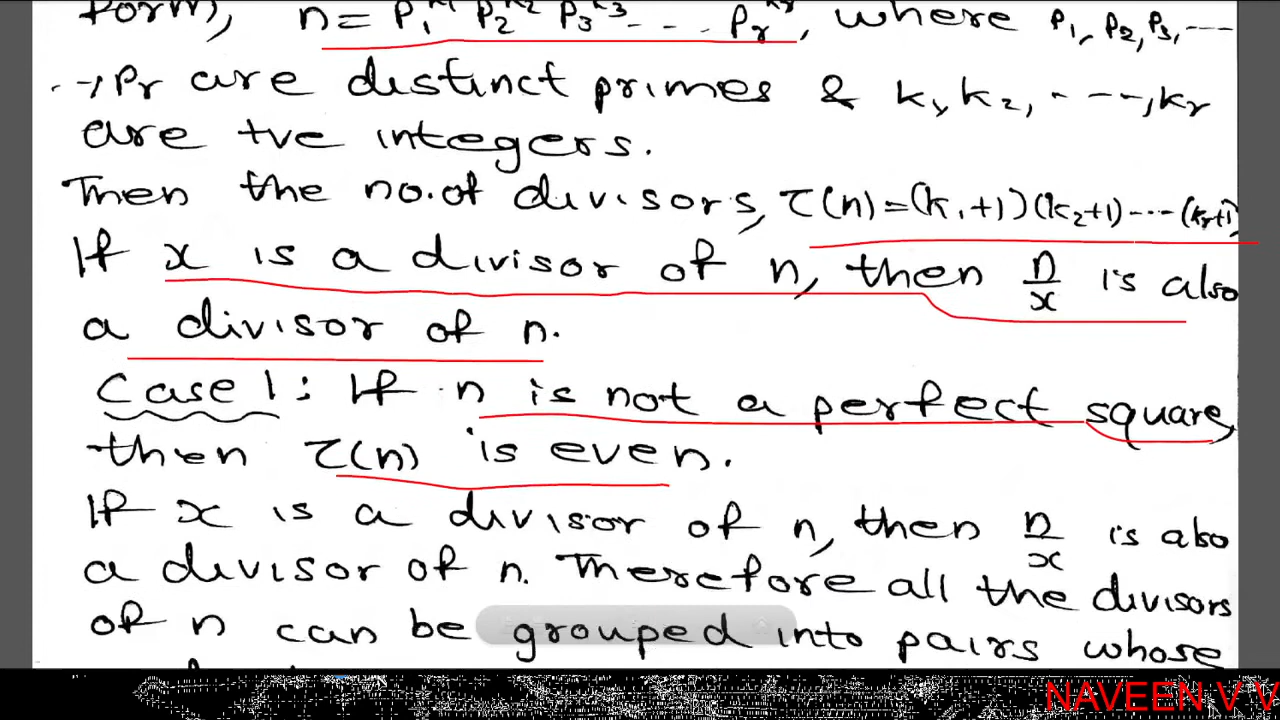 form, n = p₁^k₁ p₂^k₂ p₃^k₃ - - . pᵣ^kᵣ, where p₁, p₂, p₃, ---
.., pᵣ are distinct primes & k₁, k₂, - ---, kᵣ
are +ve integers.
Then the no. of divisors, τ(n) = (k₁+1)(k₂+1) --- (kᵣ+1)
If x is a divisor of n, then n/x is also
a divisor of n.
Case 1: If n is not a perfect square,
then τ(n) is even.
If x is a divisor of n, then n/x is also
a divisor of n. Therefore all the divisors
of n can be grouped into pairs whose
NAVEEN V V